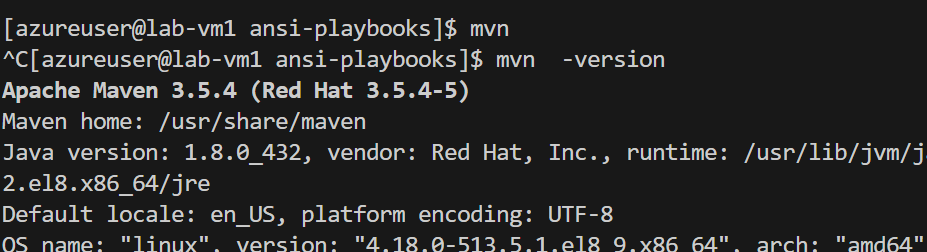 [azureuser@lab-vm1 ansi-playbooks]$ mvn
^C[azureuser@lab-vm1 ansi-playbooks]$ mvn  -version
Apache Maven 3.5.4 (Red Hat 3.5.4-5)
Maven home: /usr/share/maven
Java version: 1.8.0_432, vendor: Red Hat, Inc., runtime: /usr/lib/jvm/ja
2.el8.x86_64/jre
Default locale: en_US, platform encoding: UTF-8
OS name: "linux", version: "4.18.0-513.5.1.el8_9.x86_64", arch: "amd64"